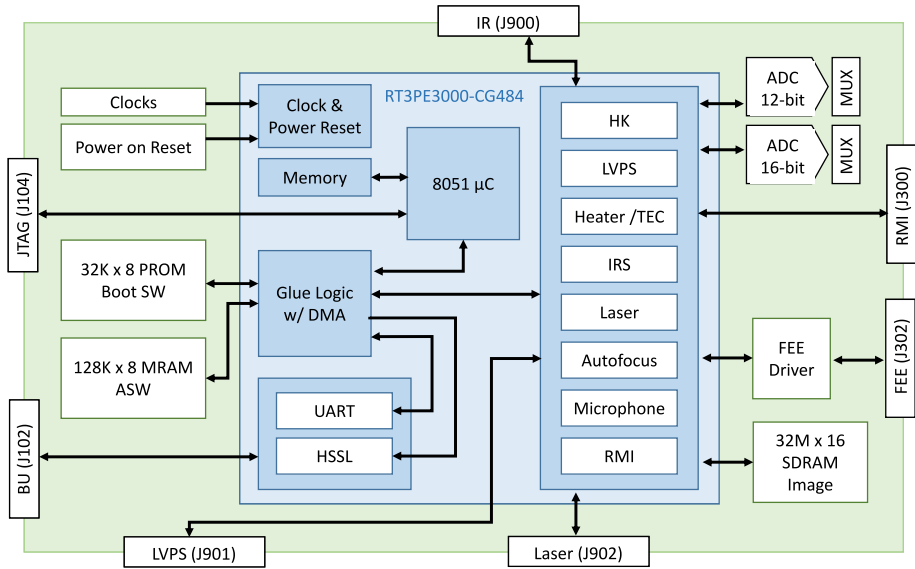 IR (J900)
RT3PE3000-CG484
Clocks
Power on Reset
Clock &
Power Reset
Memory
8051 µC
JTAG (J104)
32K x 8 PROM
Boot SW
128K x 8 MRAM
ASW
Glue Logic
w/ DMA
UART
HSSL
BU (J102)
LVPS (J901)
HK
LVPS
Heater /TEC
IRS
Laser
Autofocus
Microphone
RMI
Laser (J902)
ADC
12-bit
MUX
ADC
16-bit
MUX
RMI (J300)
FEE
Driver
FEE (J302)
32M x 16
SDRAM
Image